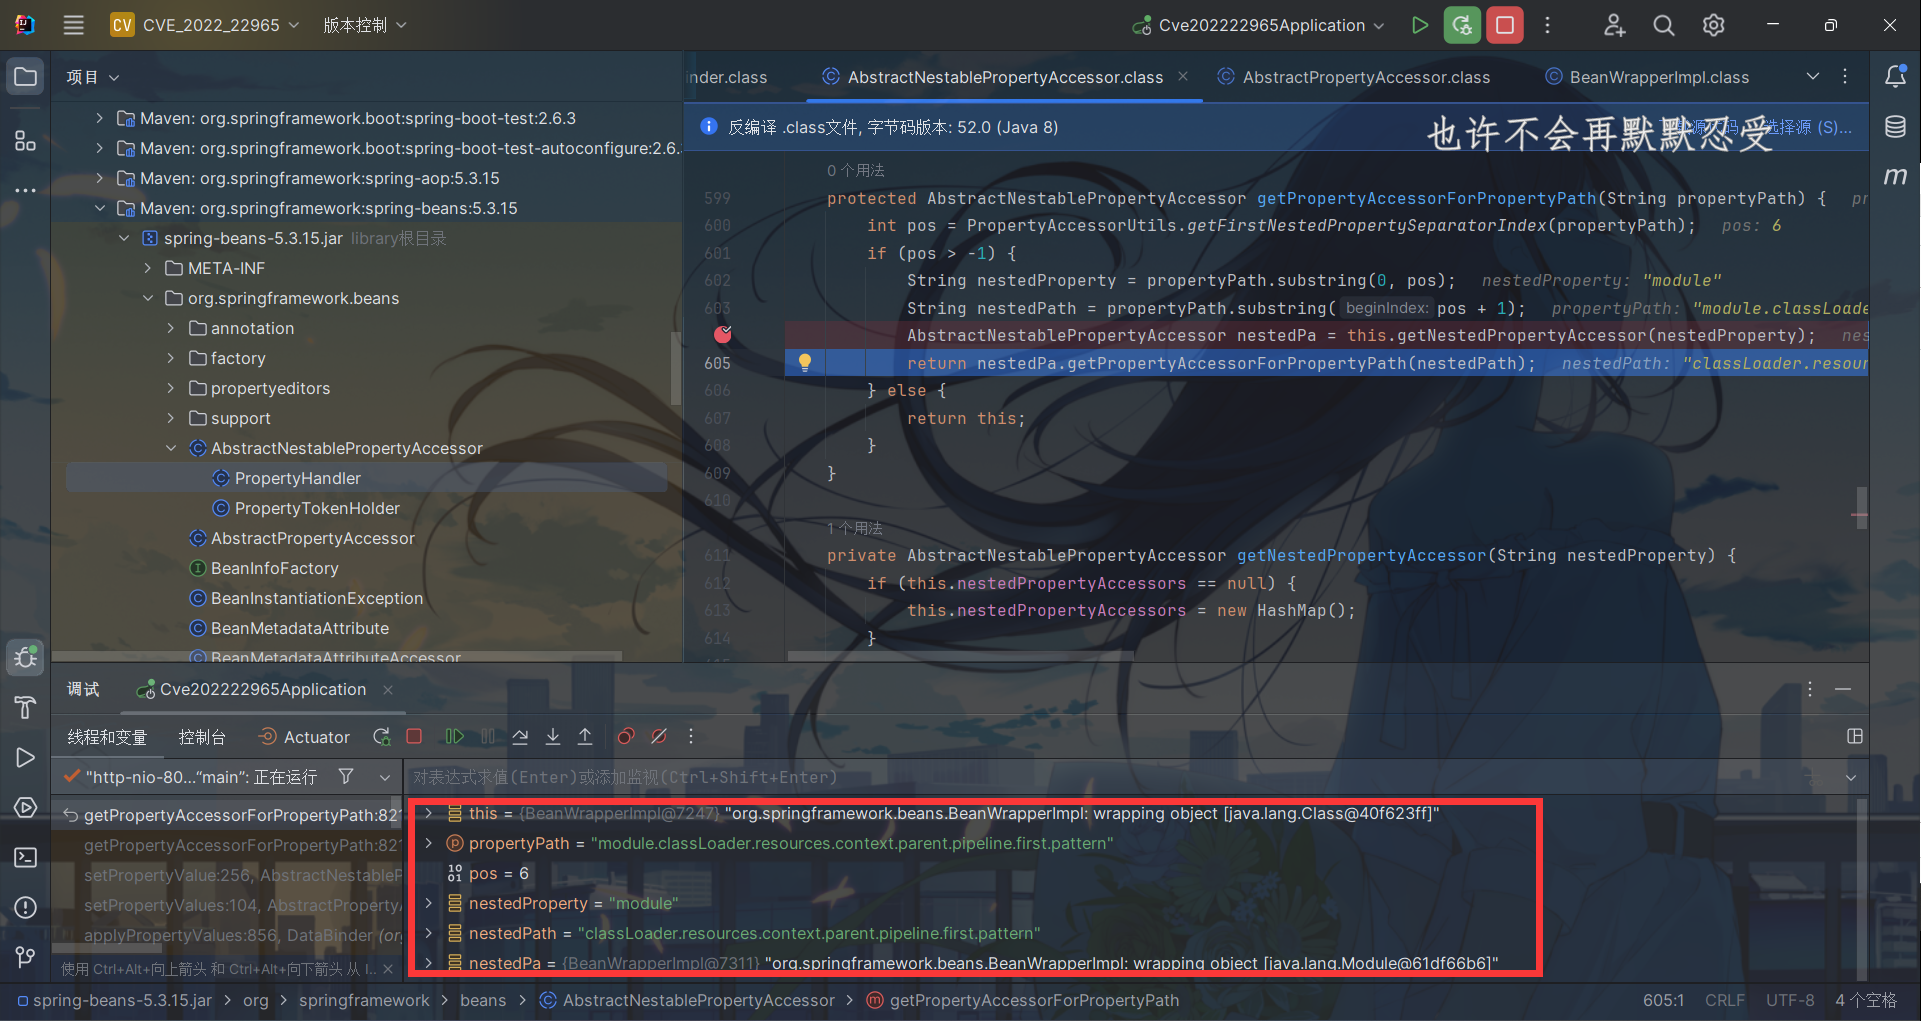 CV CVE_2022_22965 版本控制 Cve202222965Application
项目
inder.class AbstractNestablePropertyAccessor.class AbstractPropertyAccessor.class BeanWrapperImpl.class
Maven: org.springframework.boot:spring-boot-test:2.6.3
Maven: org.springframework.boot:spring-boot-test-autoconfigure:2.6.
Maven: org.springframework:spring-aop:5.3.15
Maven: org.springframework:spring-beans:5.3.15
spring-beans-5.3.15.jar library根目录
META-INF
org.springframework.beans
annotation
factory
propertyeditors
support
AbstractNestablePropertyAccessor
PropertyHandler
PropertyTokenHolder
AbstractPropertyAccessor
BeanInfoFactory
BeanInstantiationException
BeanMetadataAttribute
BeanMetadataAttributeAccessor
反编译 .class文件, 字节码版本: 52.0 (Java 8)
选择源 (S)...
也许不会再默默忍受
0 个用法
599 protected AbstractNestablePropertyAccessor getPropertyAccessorForPropertyPath(String propertyPath) { pr
600 int pos = PropertyAccessorUtils.getFirstNestedPropertySeparatorIndex(propertyPath); pos: 6
601 if (pos > -1) {
602 String nestedProperty = propertyPath.substring(0, pos); nestedProperty: "module"
603 String nestedPath = propertyPath.substring( beginIndex: pos + 1); propertyPath: "module.classLoade
AbstractNestablePropertyAccessor nestedPa = this.getNestedPropertyAccessor(nestedProperty); nes
605 return nestedPa.getPropertyAccessorForPropertyPath(nestedPath); nestedPath: "classLoader.resour
606 } else {
607 return this;
608 }
609 }
610
1 个用法
611 private AbstractNestablePropertyAccessor getNestedPropertyAccessor(String nestedProperty) {
612 if (this.nestedPropertyAccessors == null) {
613 this.nestedPropertyAccessors = new HashMap();
614 }
调试 Cve202222965Application
线程和变量 控制台 Actuator
"http-nio-80..."main": 正在运行
对表达式求值(Enter)或添加监视(Ctrl+Shift+Enter)
getPropertyAccessorForPropertyPath:82
getPropertyAccessorForPropertyPath:82
setPropertyValue:256, AbstractNestableP
setPropertyValues:104, AbstractPropertyA
applyPropertyValues:856, DataBinder (org
使用 Ctrl+Alt+向上箭头 和 Ctrl+Alt+向下箭头 从 I...
this = {BeanWrapperImpl@7247} "org.springframework.beans.BeanWrapperImpl: wrapping object [java.lang.Class@40f623ff]"
propertyPath = "module.classLoader.resources.context.parent.pipeline.first.pattern"
pos = 6
nestedProperty = "module"
nestedPath = "classLoader.resources.context.parent.pipeline.first.pattern"
nestedPa = {BeanWrapperImpl@7311} "org.springframework.beans.BeanWrapperImpl: wrapping object [java.lang.Module@61df66b6]"
spring-beans-5.3.15.jar > org > springframework > beans > AbstractNestablePropertyAccessor > getPropertyAccessorForPropertyPath
605:1 CRLF UTF-8 4 个空格